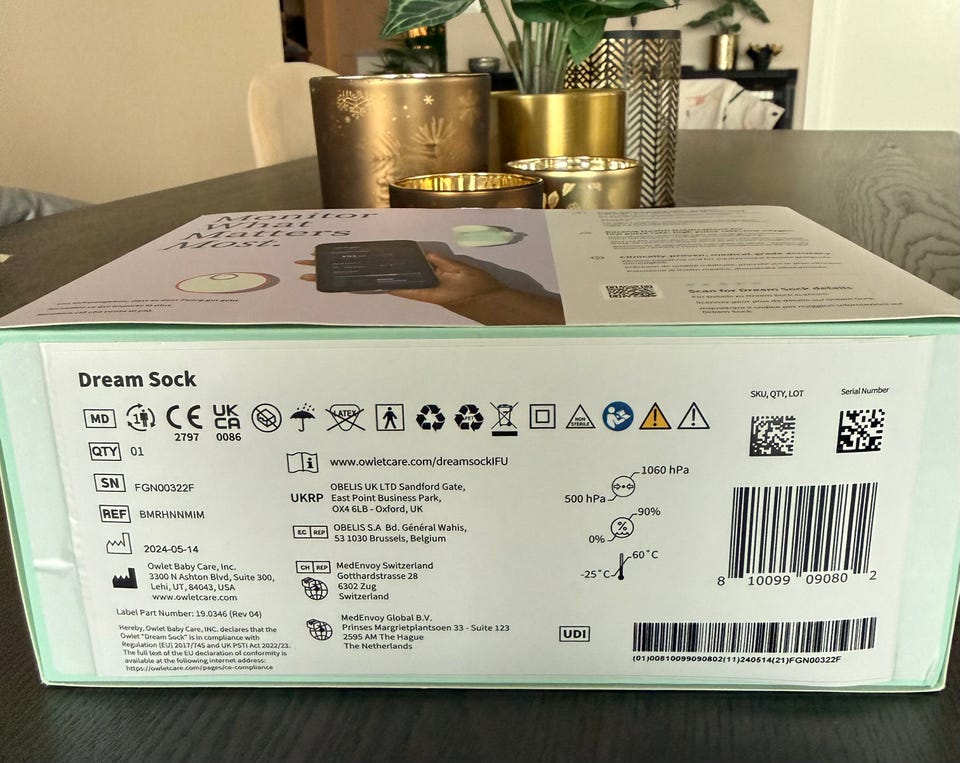 Monitor
What
Matters
Most.
Clinically-proven, medical-grade accuracy
Scan for Dream Sock details
Dream Sock
Dream Sock
MD
CE
2797
UK
CA
0086
LATEX
PET
NON
STERILE
SKU, QTY, LOT
Serial Number
QTY 01
SN FGN00322F
REF BMRHNNMIM
2024-05-14
Owlet Baby Care, Inc.
3300 N Ashton Blvd, Suite 300,
Lehi, UT, 84043, USA
www.owletcare.com
Label Part Number: 19.0346 (Rev 04)
Hereby, Owlet Baby Care, INC. declares that the
Owlet "Dream Sock" is in compliance with
Regulation (EU) 2017/745 and UK PSTI Act 2022/23.
The full text of the EU declaration of conformity is
available at the following internet address:
https://owletcare.com/pages/ce-compliance
www.owletcare.com/dreamsockIFU
UKRP
OBELIS UK LTD Sandford Gate,
East Point Business Park,
OX4 6LB - Oxford, UK
EC REP
OBELIS S.A Bd. Général Wahis,
53 1030 Brussels, Belgium
CH REP
MedEnvoy Switzerland
Gotthardstrasse 28
6302 Zug
Switzerland
MedEnvoy Global B.V.
Prinses Margrietplantsoen 33 - Suite 123
2595 AM The Hague
The Netherlands
1060 hPa
500 hPa
90%
%
0%
60°C
-25°C
8 10099 09080 2
UDI
(01)00810099090802(11)240514(21)FGN00322F